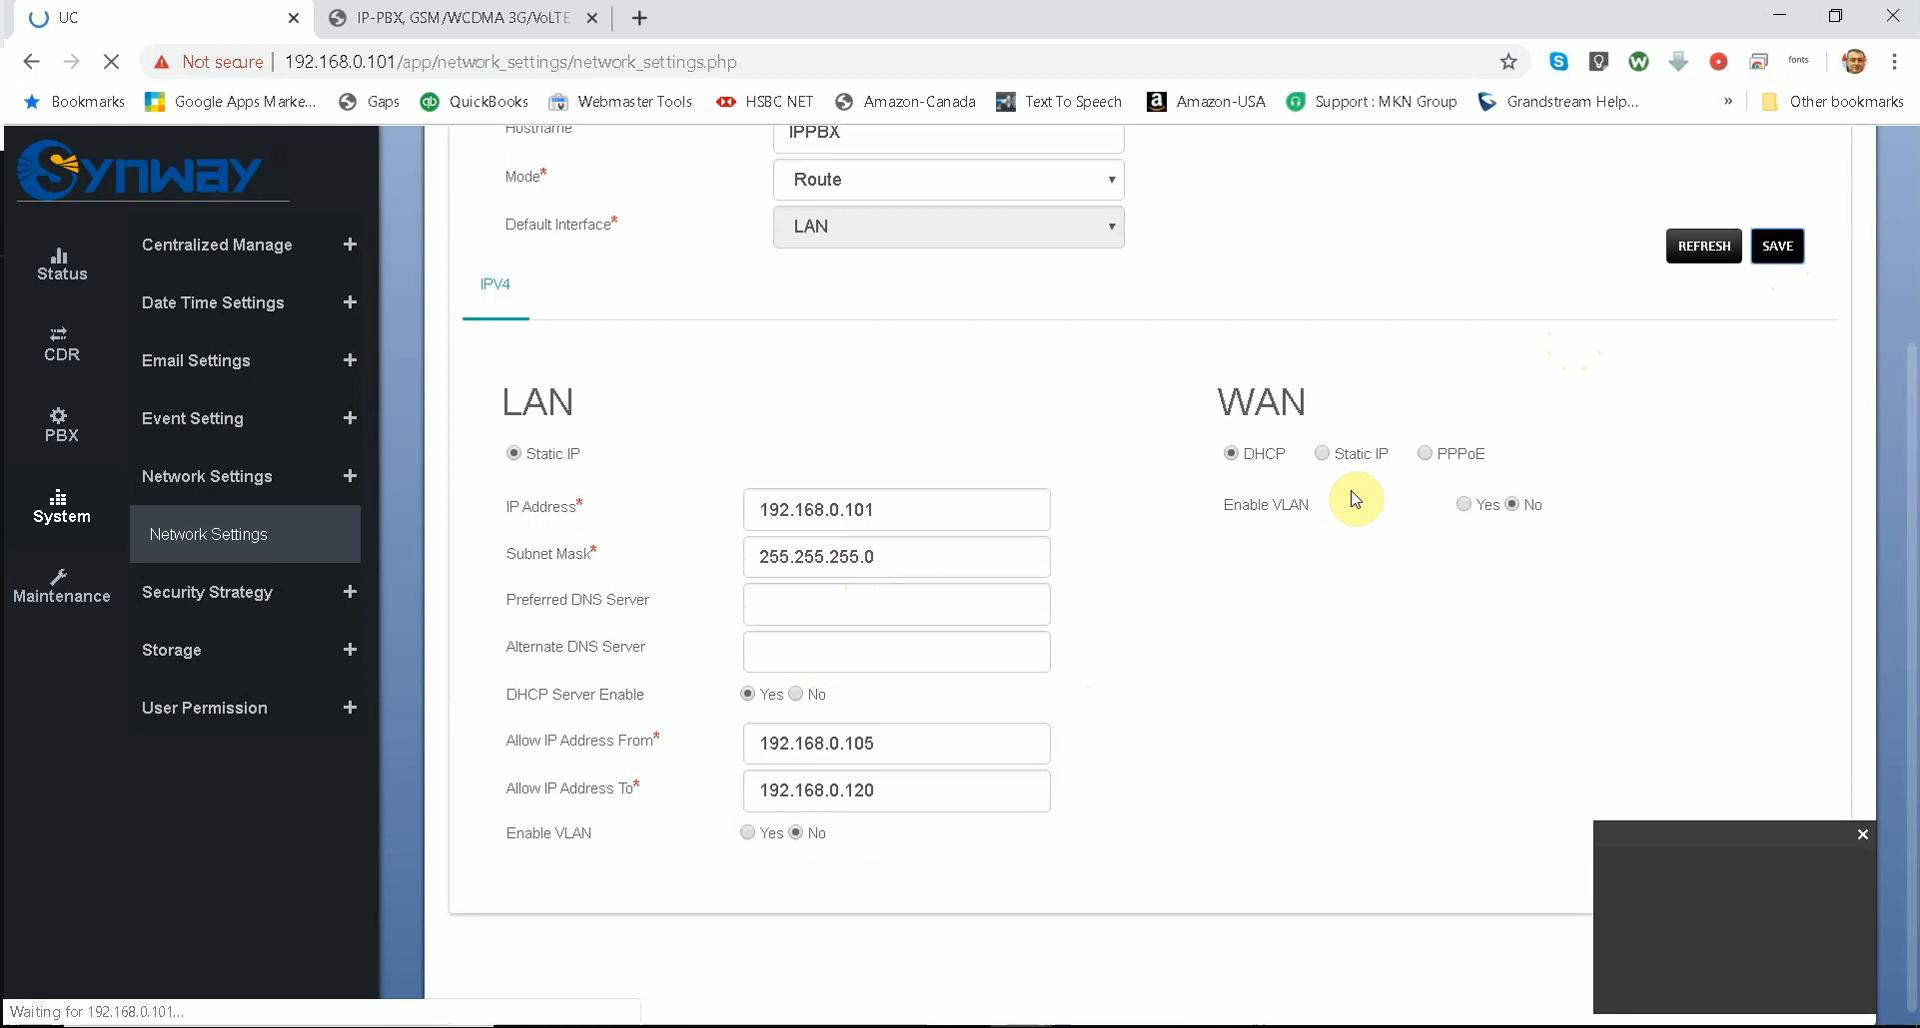 UC
IP-PBX, GSM/WCDMA 3G/VoLTE
Not secure
192.168.0.101/app/network_settings/network_settings.php
fonts
Bookmarks
Google Apps Marke...
Gaps
QuickBooks
Webmaster Tools
HSBC NET
Amazon-Canada
Text To Speech
Amazon-USA
Support : MKN Group
Grandstream Help...
»
Other bookmarks
Synway
Status
CDR
PBX
System
Maintenance
Centralized Manage +
Date Time Settings +
Email Settings +
Event Setting +
Network Settings +
Network Settings
Security Strategy +
Storage +
User Permission +
Hostname IPPBX
Mode* Route
Default Interface* LAN
REFRESH SAVE
IPV4
LAN
Static IP
IP Address* 192.168.0.101
Subnet Mask* 255.255.255.0
Preferred DNS Server
Alternate DNS Server
DHCP Server Enable Yes No
Allow IP Address From* 192.168.0.105
Allow IP Address To* 192.168.0.120
Enable VLAN Yes No
WAN
DHCP Static IP PPPoE
Enable VLAN Yes No
Waiting for 192.168.0.101...